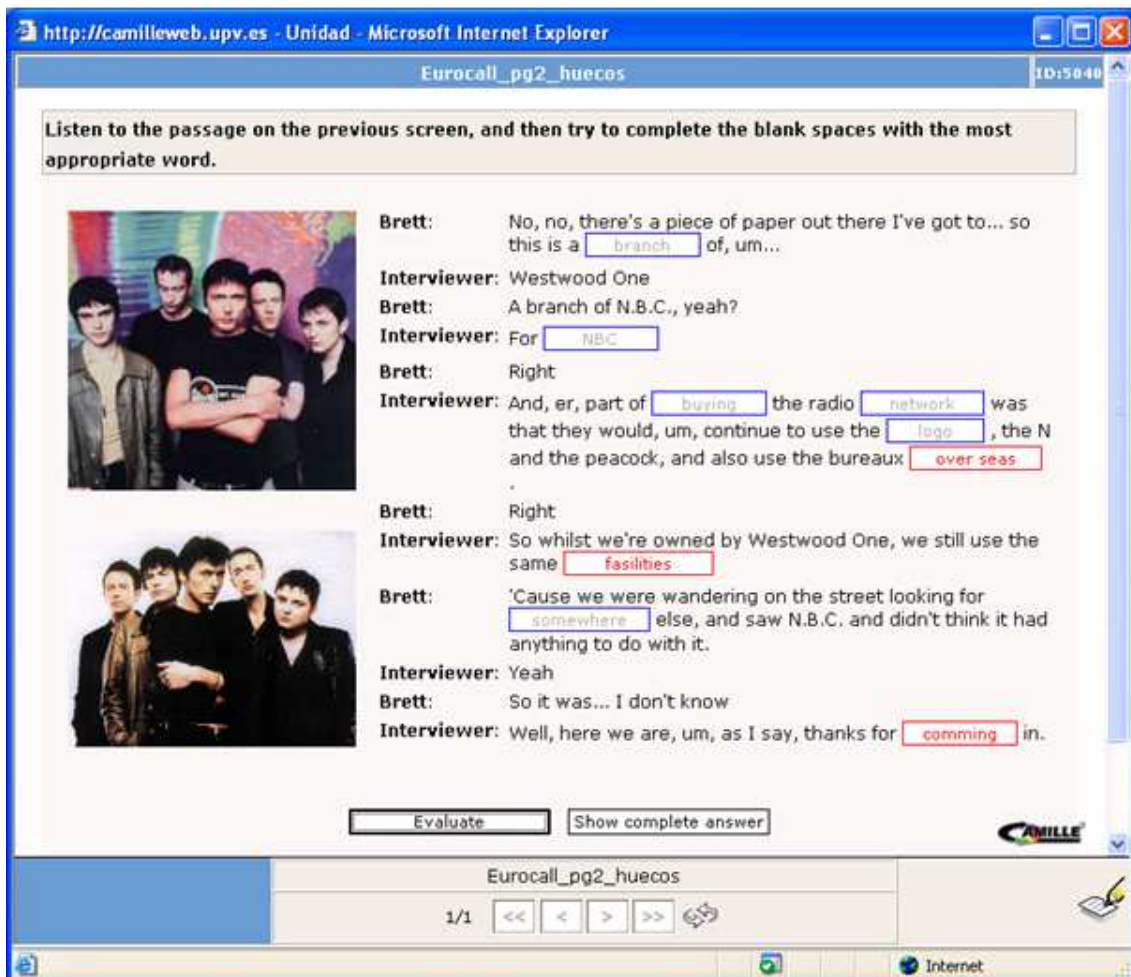 http://camilleweb.upv.es - Unidad - Microsoft Internet Explorer
Eurocall_pg2_huecos
ID:5040
Listen to the passage on the previous screen, and then try to complete the blank spaces with the most
appropriate word.
Brett: No, no, there's a piece of paper out there I've got to... so
this is a branch of, um...
Interviewer: Westwood One
Brett: A branch of N.B.C., yeah?
Interviewer: For NBC
Brett: Right
Interviewer: And, er, part of buying the radio network was
that they would, um, continue to use the logo , the N
and the peacock, and also use the bureaux over seas
.
Brett: Right
Interviewer: So whilst we're owned by Westwood One, we still use the
same fasilities
Brett: 'Cause we were wandering on the street looking for
somewhere else, and saw N.B.C. and didn't think it had
anything to do with it.
Interviewer: Yeah
Brett: So it was... I don't know
Interviewer: Well, here we are, um, as I say, thanks for comming in.
Evaluate Show complete answer
CAMILLE
Eurocall_pg2_huecos
1/1 << < > >>
Internet